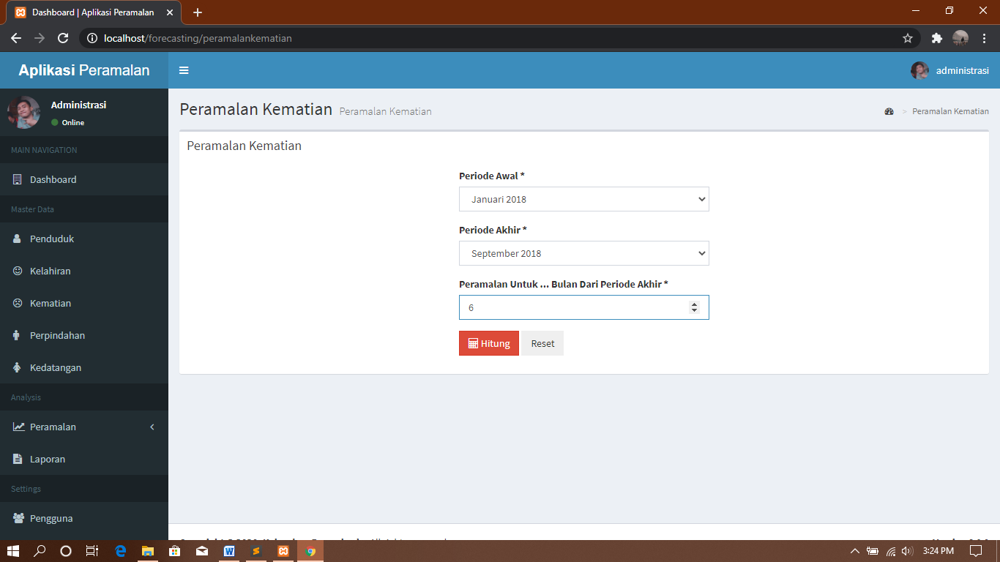 Dashboard | Aplikasi Peramalan
localhost/forecasting/peramalankematian
Aplikasi Peramalan
administrasi
Administrasi
Online
MAIN NAVIGATION
Dashboard
Master Data
Penduduk
Kelahiran
Kematian
Perpindahan
Kedatangan
Analysis
Peramalan
Laporan
Settings
Pengguna
Peramalan Kematian Peramalan Kematian
> Peramalan Kematian
Peramalan Kematian
Periode Awal *
Januari 2018
Periode Akhir *
September 2018
Peramalan Untuk ... Bulan Dari Periode Akhir *
6
Hitung Reset
3:24 PM